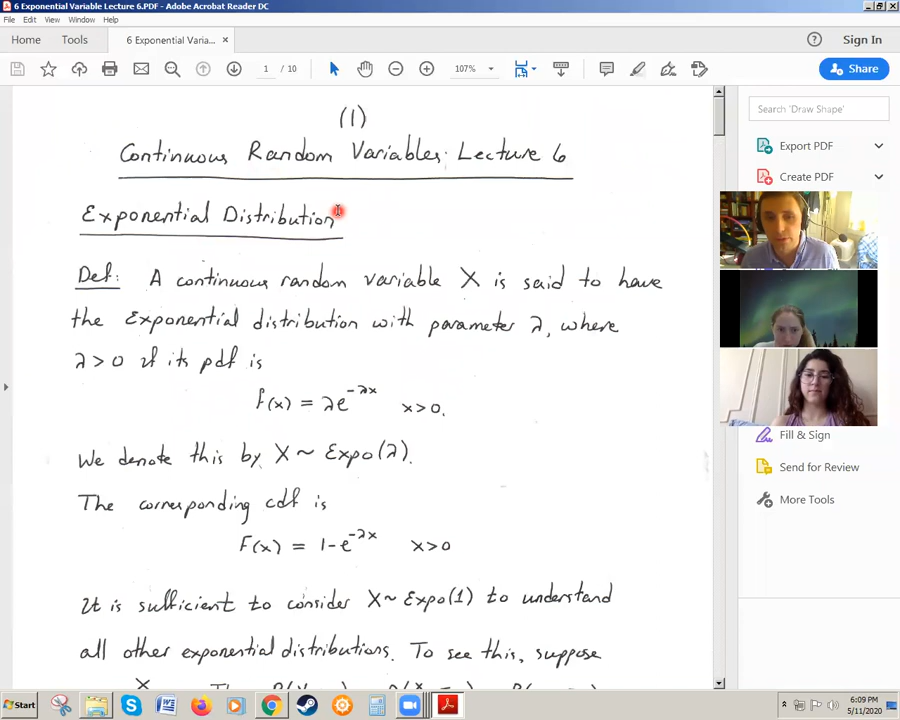 6 Exponential Variable Lecture 6.PDF - Adobe Acrobat Reader DC
File Edit View Window Help
Home Tools 6 Exponential Varia... × Sign In
1 / 10 107% Share
(1)
Continuous Random Variables: Lecture 6
Exponential Distribution
Def: A continuous random variable X is said to have
the Exponential distribution with parameter λ, where
λ>0 if its pdf is
f(x) = λe^{-λx} x>0.
We denote this by X ~ Expo(λ).
The corresponding cdf is
F(x) = 1-e^{-λx} x>0
It is sufficient to consider X~Expo(1) to understand
all other exponential distributions. To see this, suppose
Search 'Draw Shape'
Export PDF
Create PDF
Fill & Sign
Send for Review
More Tools
Start
6:09 PM
5/11/2020